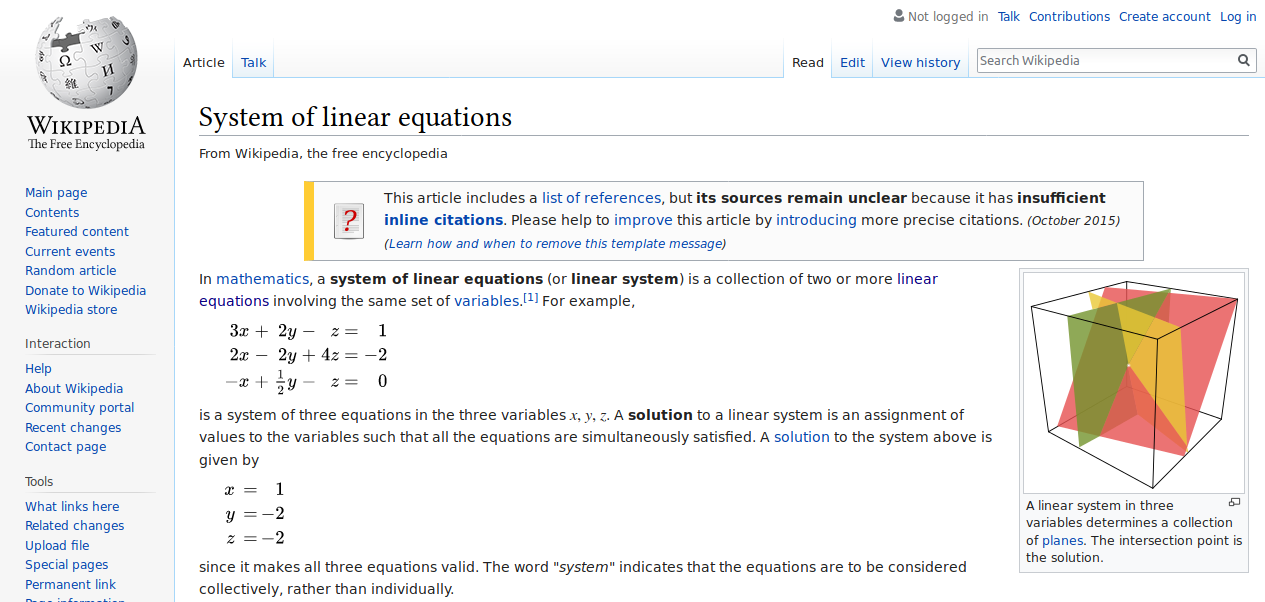 Not logged in Talk Contributions Create account Log in
Article Talk Read Edit View history Search Wikipedia
WIKIPEDIA
The Free Encyclopedia
Main page
Contents
Featured content
Current events
Random article
Donate to Wikipedia
Wikipedia store
Interaction
Help
About Wikipedia
Community portal
Recent changes
Contact page
Tools
What links here
Related changes
Upload file
Special pages
Permanent link
Page information
System of linear equations
From Wikipedia, the free encyclopedia
This article includes a list of references, but its sources remain unclear because it has insufficient
inline citations. Please help to improve this article by introducing more precise citations. (October 2015)
(Learn how and when to remove this template message)
In mathematics, a system of linear equations (or linear system) is a collection of two or more linear
equations involving the same set of variables.[1] For example,
3x + 2y − z = 1
2x − 2y + 4z = −2
−x + 1/2 y − z = 0
is a system of three equations in the three variables x, y, z. A solution to a linear system is an assignment of
values to the variables such that all the equations are simultaneously satisfied. A solution to the system above is
given by
x = 1
y = −2
z = −2
since it makes all three equations valid. The word "system" indicates that the equations are to be considered
collectively, rather than individually.
A linear system in three
variables determines a collection
of planes. The intersection point is
the solution.